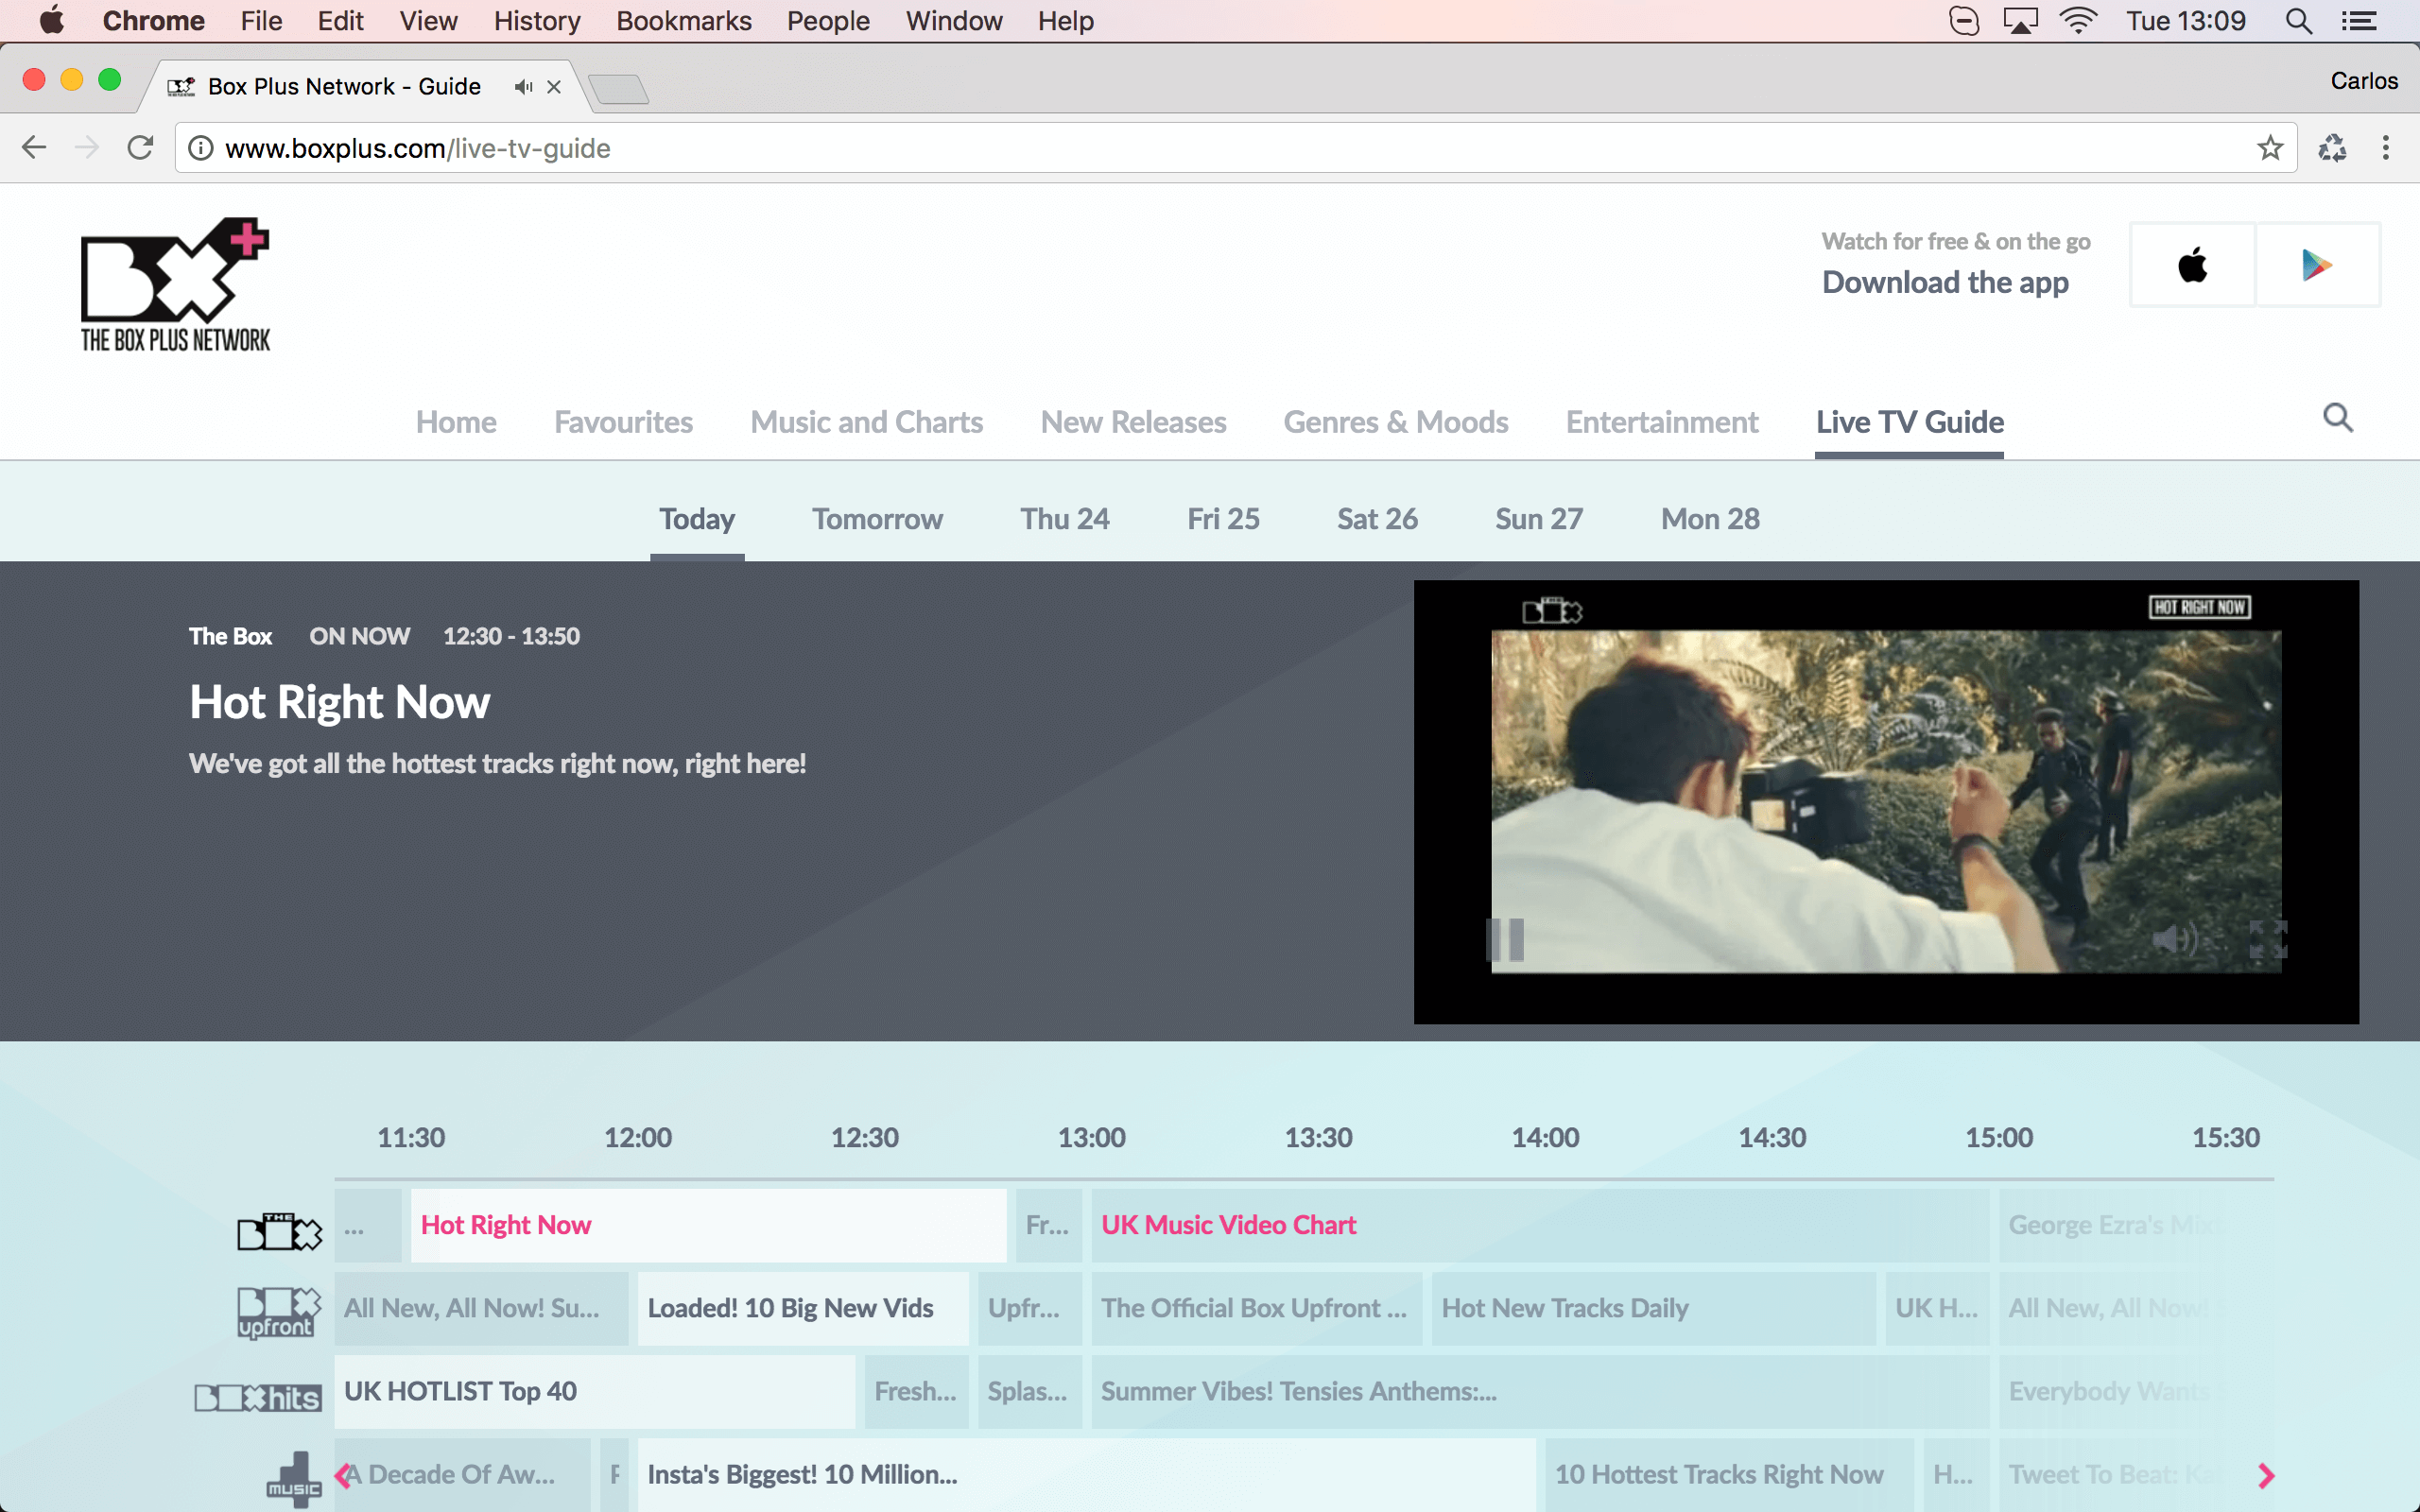 Chrome File Edit View History Bookmarks People Window Help Tue 13:09
Box Plus Network - Guide Carlos
www.boxplus.com/live-tv-guide
BX+
THE BOX PLUS NETWORK
Watch for free & on the go
Download the app
Home Favourites Music and Charts New Releases Genres & Moods Entertainment Live TV Guide
Today Tomorrow Thu 24 Fri 25 Sat 26 Sun 27 Mon 28
The Box ON NOW 12:30 - 13:50
Hot Right Now
We've got all the hottest tracks right now, right here!
THE BOX HOT RIGHT NOW
11:30 12:00 12:30 13:00 13:30 14:00 14:30 15:00 15:30
THE BOX ... Hot Right Now Fr... UK Music Video Chart George Ezra's
BOX upfront All New, All Now! Su... Loaded! 10 Big New Vids Upfr... The Official Box Upfront ... Hot New Tracks Daily UK H... All New, All Now!
BOX hits UK HOTLIST Top 40 Fresh... Splas... Summer Vibes! Tensies Anthems:... Everybody Wants
4 MUSIC A Decade Of Aw... F Insta's Biggest! 10 Million... 10 Hottest Tracks Right Now H... Tweet To Beat: